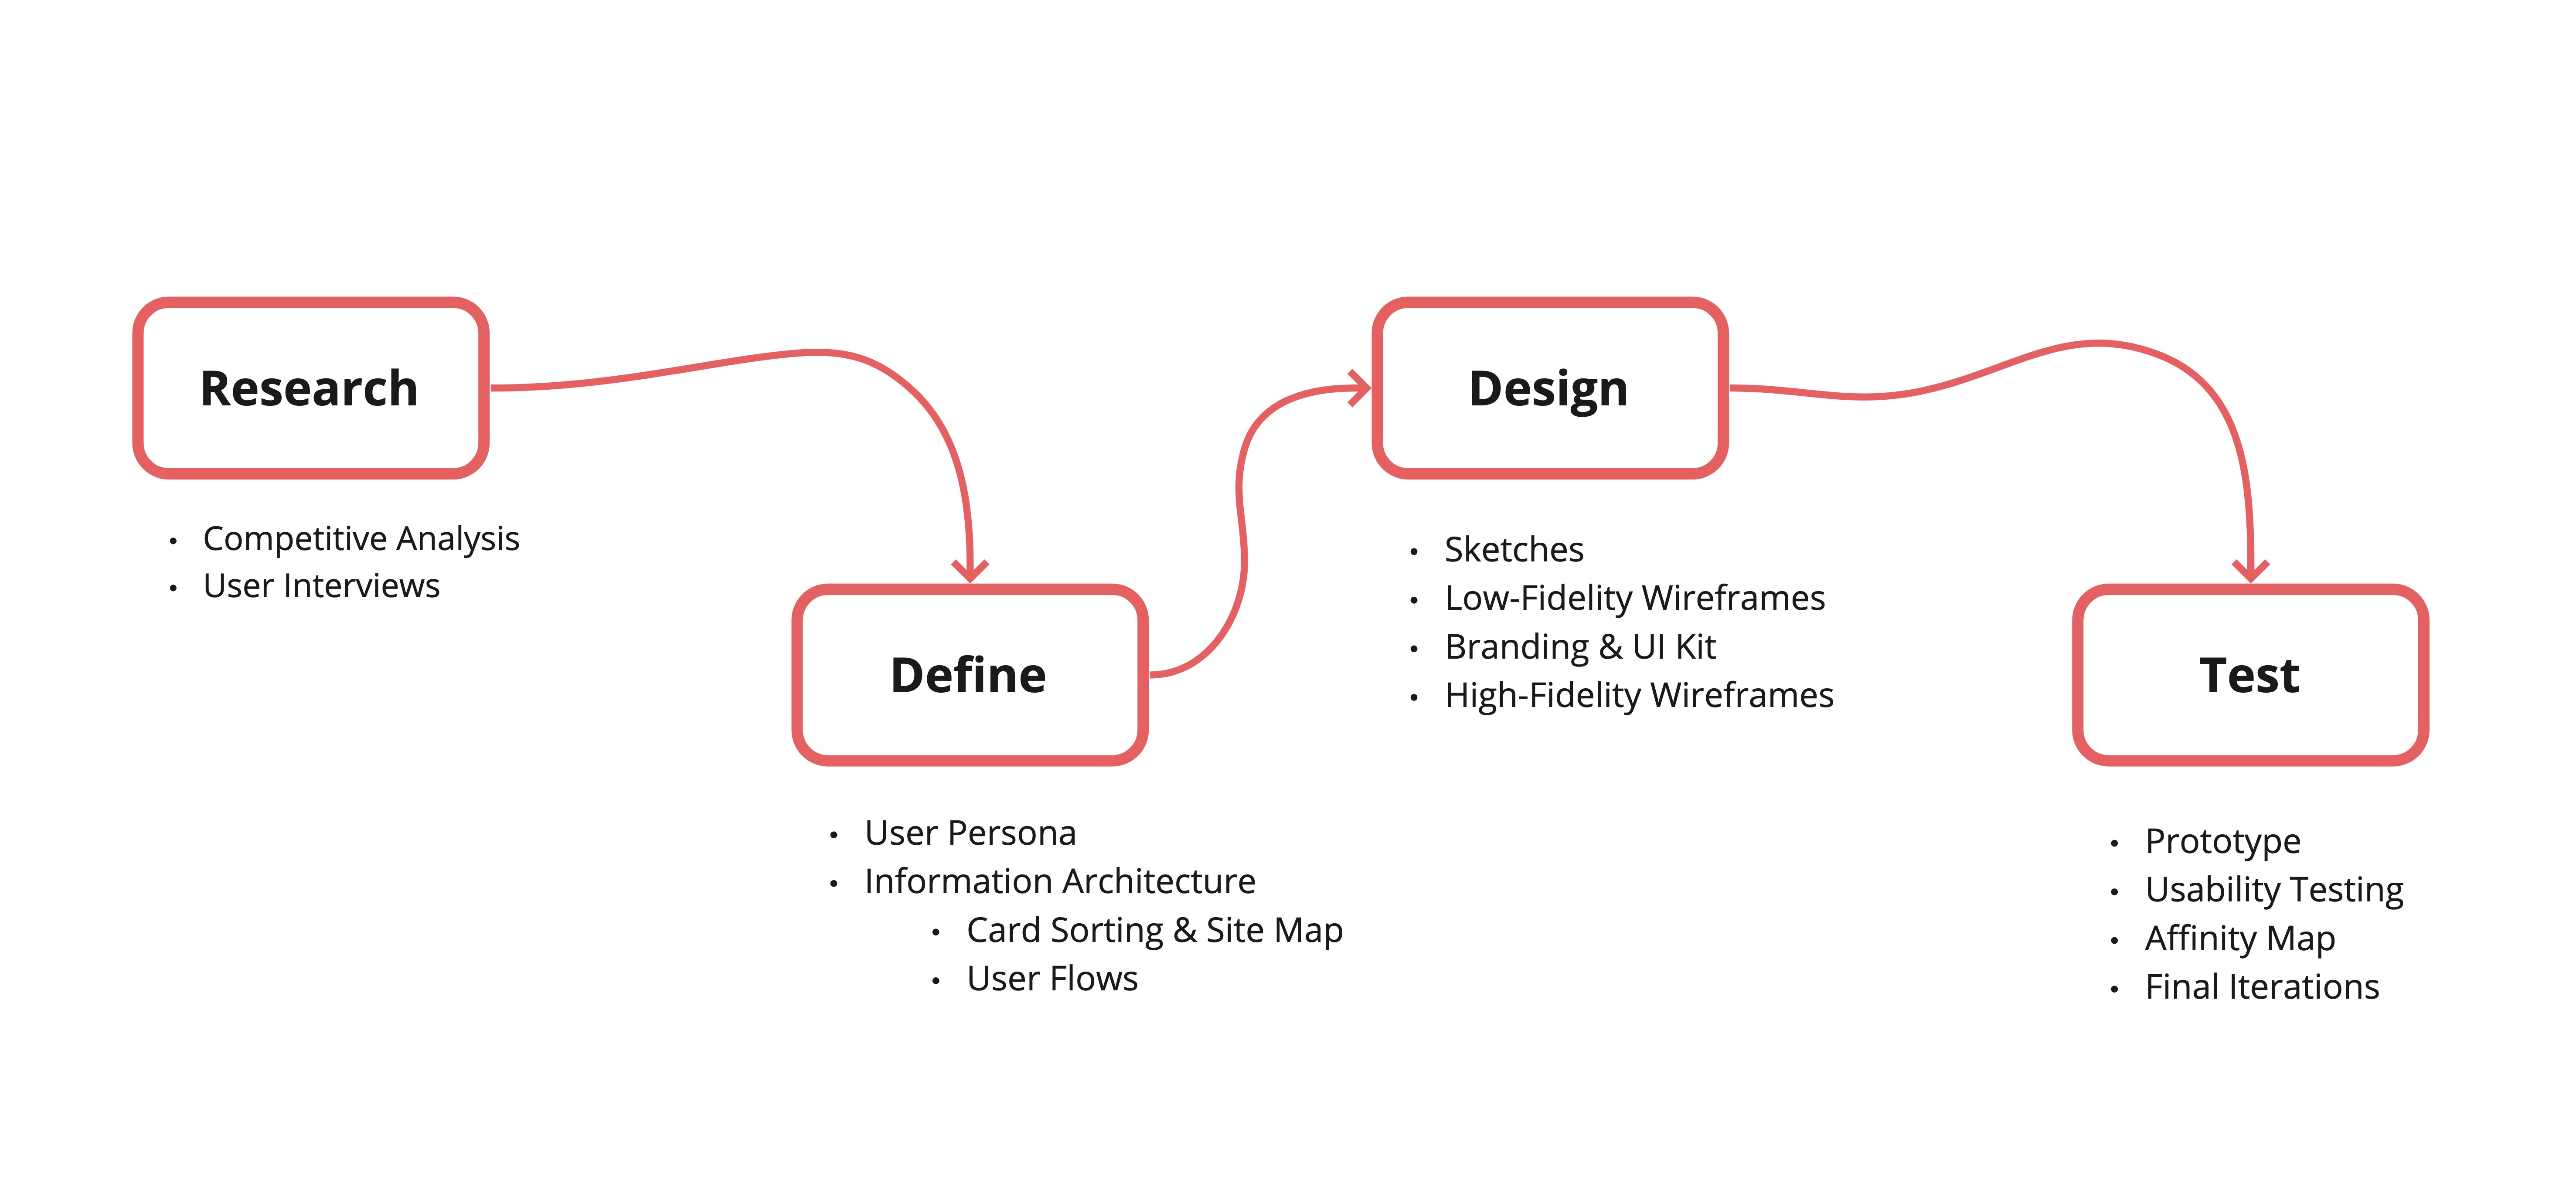 Research
• Competitive Analysis
• User Interviews
Define
• User Persona
• Information Architecture
• Card Sorting & Site Map
• User Flows
Design
• Sketches
• Low-Fidelity Wireframes
• Branding & UI Kit
• High-Fidelity Wireframes
Test
• Prototype
• Usability Testing
• Affinity Map
• Final Iterations